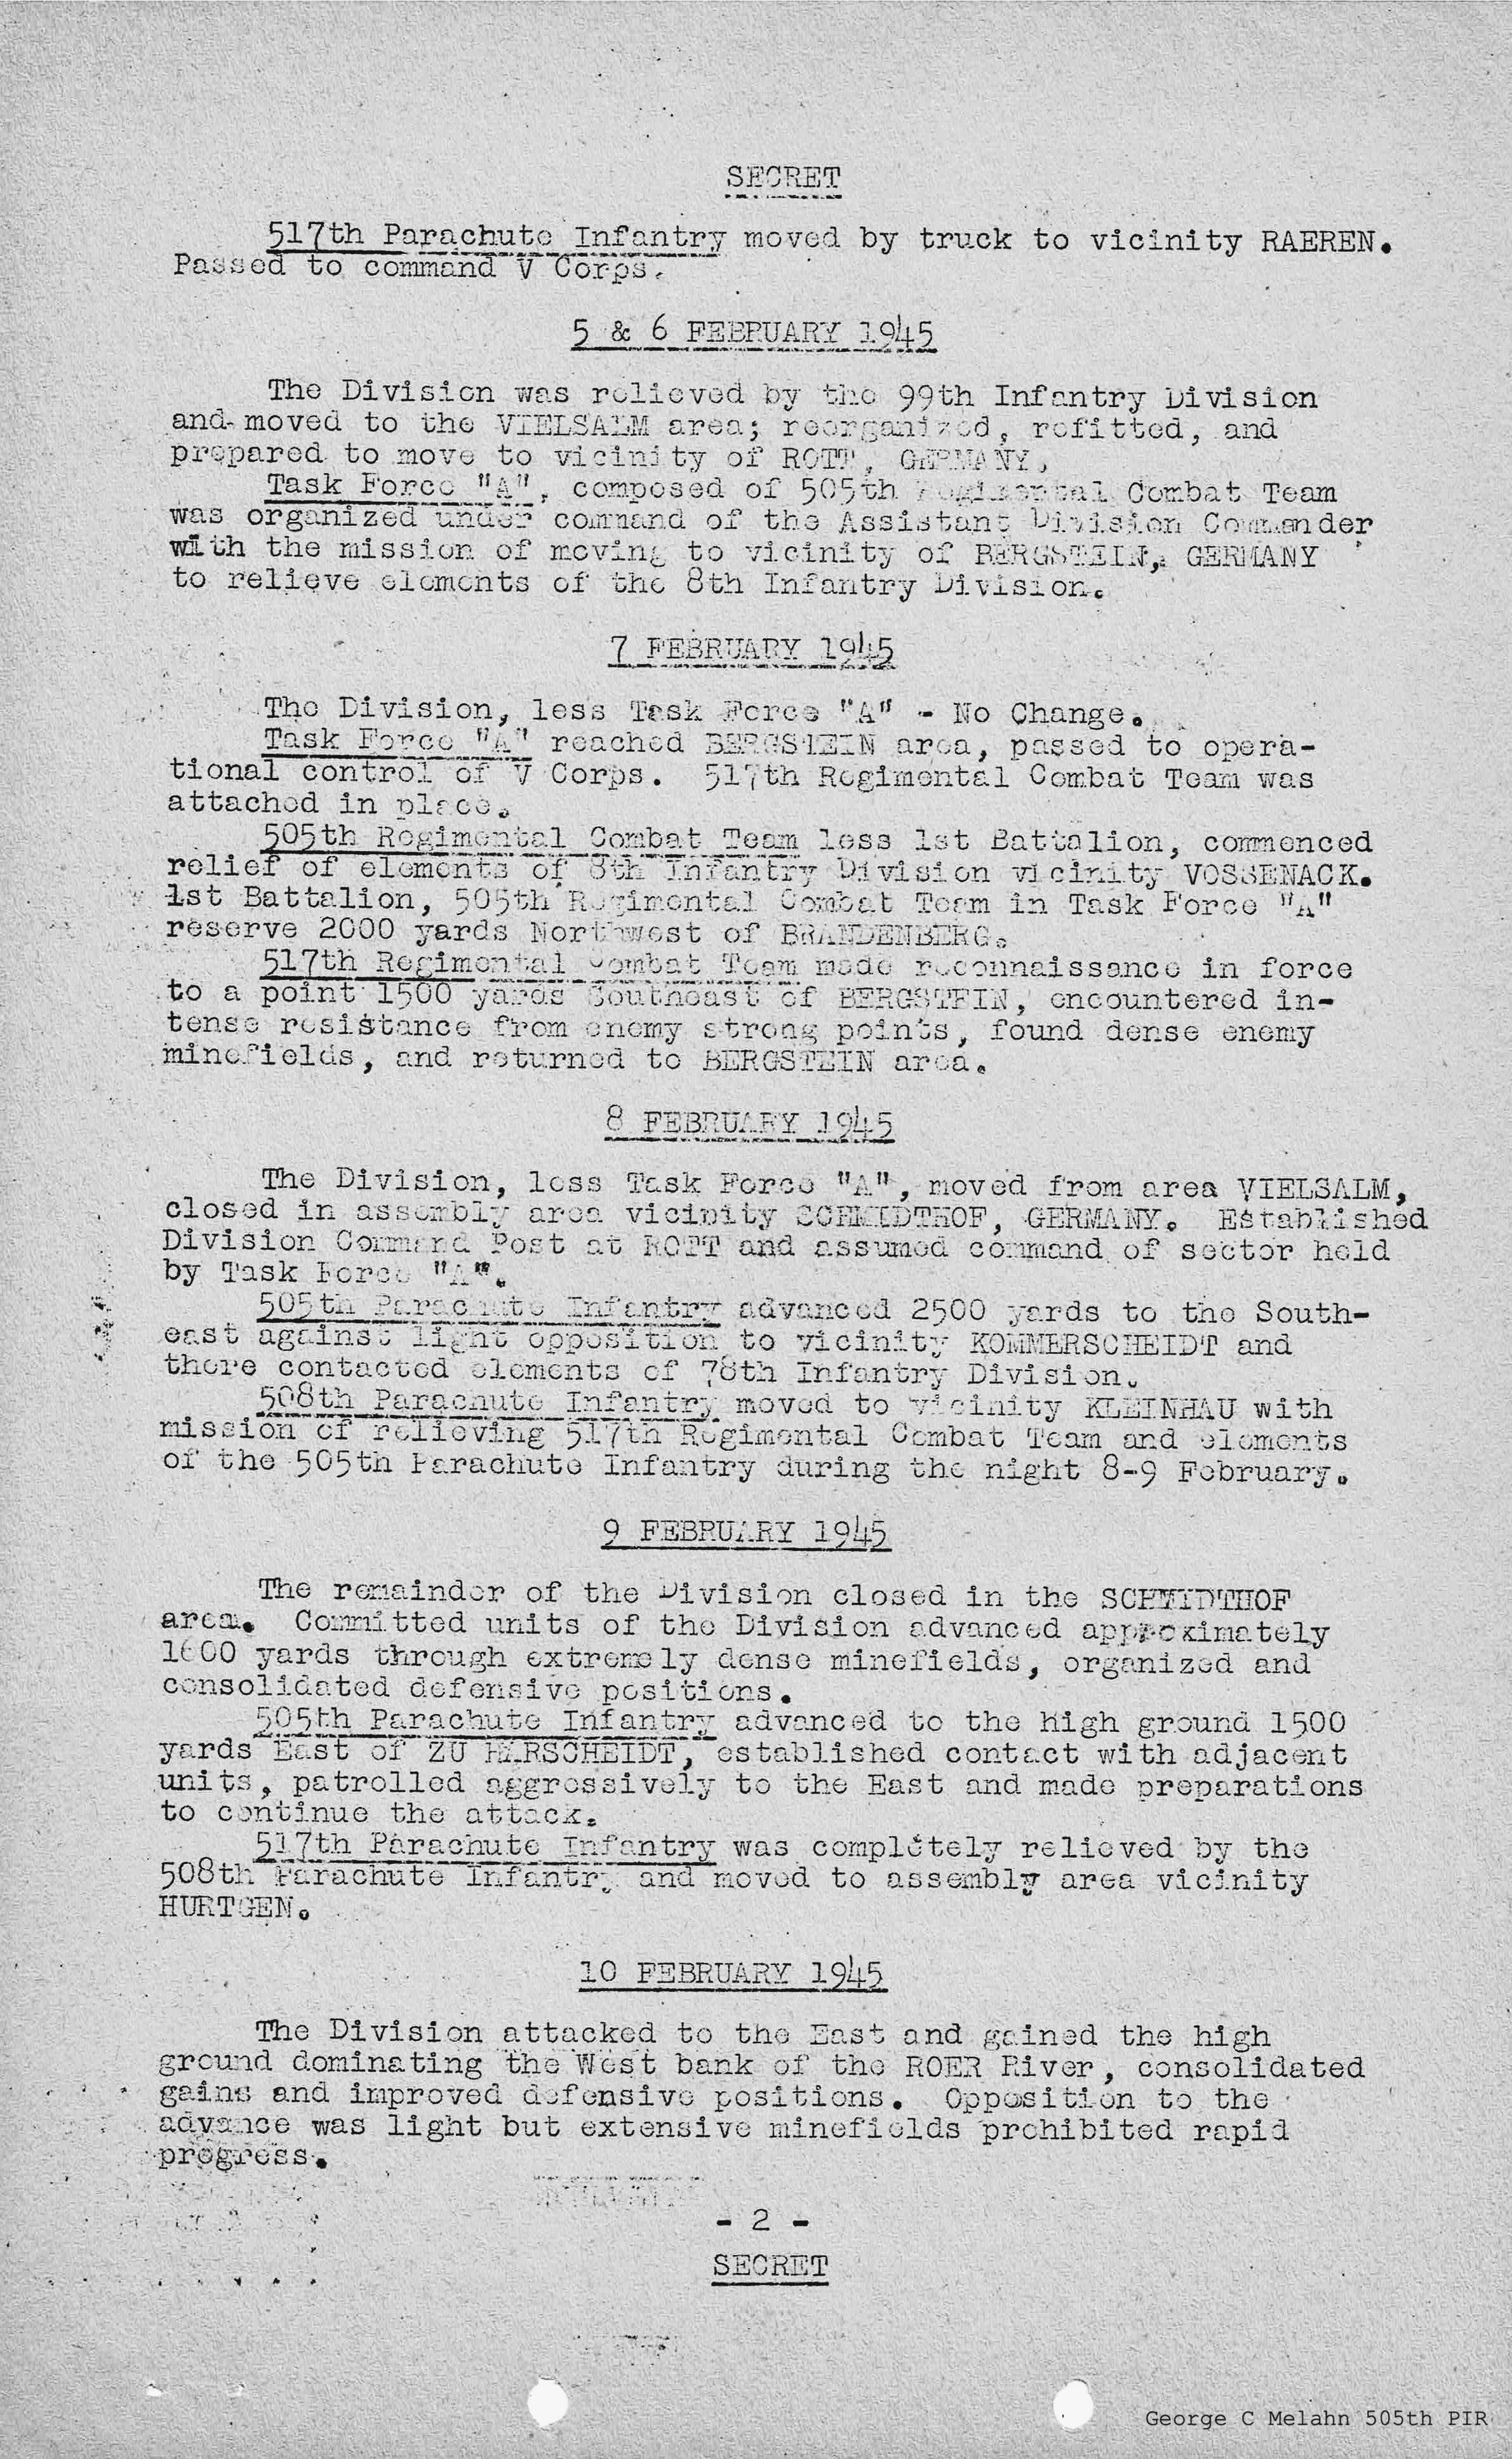 SECRET
517th Parachute Infantry moved by truck to vicinity RAEREN.
Passed to command V Corps.
5 & 6 FEBRUARY 1945
The Division was relieved by the 99th Infantry Division
and moved to the VIELSALM area; reorganized, refitted, and
prepared to move to vicinity of ROTT, GERMANY.
Task Force "A", composed of 505th Regimental Combat Team
was organized under command of the Assistant Division Commander
with the mission of moving to vicinity of BERGSTEIN, GERMANY
to relieve elements of the 8th Infantry Division.
7 FEBRUARY 1945
The Division, less Task Force "A" - No Change.
Task Force "A" reached BERGSTEIN area, passed to opera-
tional control of V Corps. 517th Regimental Combat Team was
attached in place.
505th Regimental Combat Team less 1st Battalion, commenced
relief of elements of 8th Infantry Division vicinity VOSSENACK.
1st Battalion, 505th Regimental Combat Team in Task Force "A"
reserve 2000 yards Northwest of BRANDENBERG.
517th Regimental Combat Team made reconnaissance in force
to a point 1500 yards Southeast of BERGSTEIN, encountered in-
tense resistance from enemy strong points, found dense enemy
minefields, and returned to BERGSTEIN area.
8 FEBRUARY 1945
The Division, less Task Force "A", moved from area VIELSALM,
closed in assembly area vicinity SCHMIDTHOF, GERMANY. Established
Division Command Post at ROTT and assumed command of sector held
by Task Force "A".
505th Parachute Infantry advanced 2500 yards to the South-
east against light opposition to vicinity KOMMERSCHEIDT and
there contacted elements of 78th Infantry Division.
508th Parachute Infantry moved to vicinity KLEINHAU with
mission of relieving 517th Regimental Combat Team and elements
of the 505th Parachute Infantry during the night 8-9 February.
9 FEBRUARY 1945
The remainder of the Division closed in the SCHMIDTHOF
area. Committed units of the Division advanced approximately
1600 yards through extremely dense minefields, organized and
consolidated defensive positions.
505th Parachute Infantry advanced to the high ground 1500
yards East of ZU HARSCHEIDT, established contact with adjacent
units, patrolled aggressively to the East and made preparations
to continue the attack.
517th Parachute Infantry was completely relieved by the
508th Parachute Infantry and moved to assembly area vicinity
HURTGEN.
10 FEBRUARY 1945
The Division attacked to the East and gained the high
ground dominating the West bank of the ROER River, consolidated
gains and improved defensive positions. Opposition to the
advance was light but extensive minefields prohibited rapid
progress.
- 2 -
SECRET
George C Melahn 505th PIR